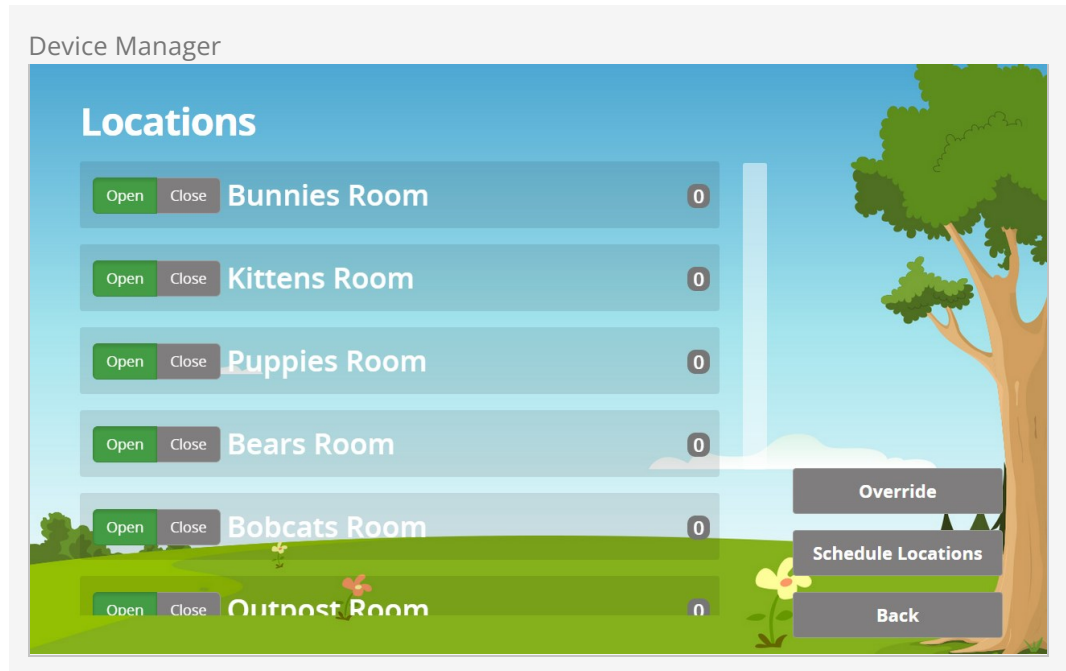 Device Manager
Locations
Open Close Bunnies Room 0
Open Close Kittens Room 0
Open Close Puppies Room 0
Open Close Bears Room 0
Open Close Bobcats Room 0
Open Close Outpost Room 0
Override
Schedule Locations
Back